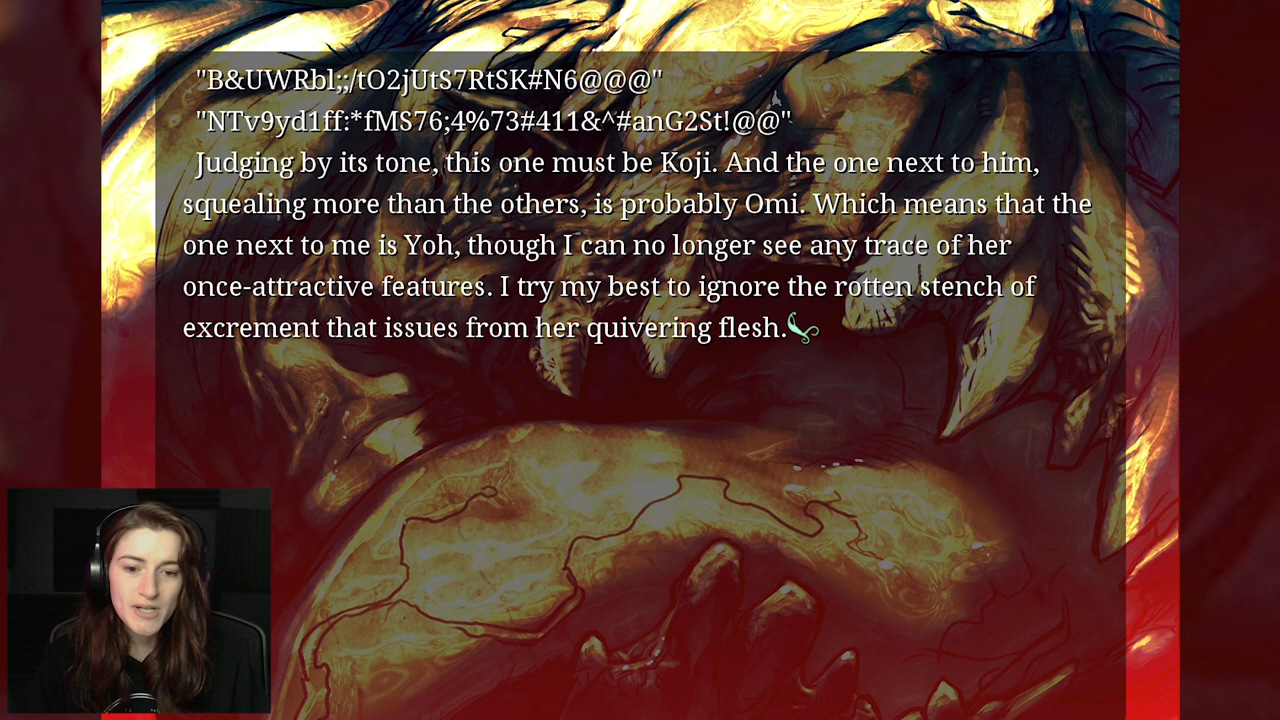 "B&UWRbl;;/tO2jUtS7RtSK#N6@@@"
"NTv9yd1ff:*fMS76;4%73#411&^#anG2St!@@"
Judging by its tone, this one must be Koji. And the one next to him,
squealing more than the others, is probably Omi. Which means that the
one next to me is Yoh, though I can no longer see any trace of her
once-attractive features. I try my best to ignore the rotten stench of
excrement that issues from her quivering flesh.